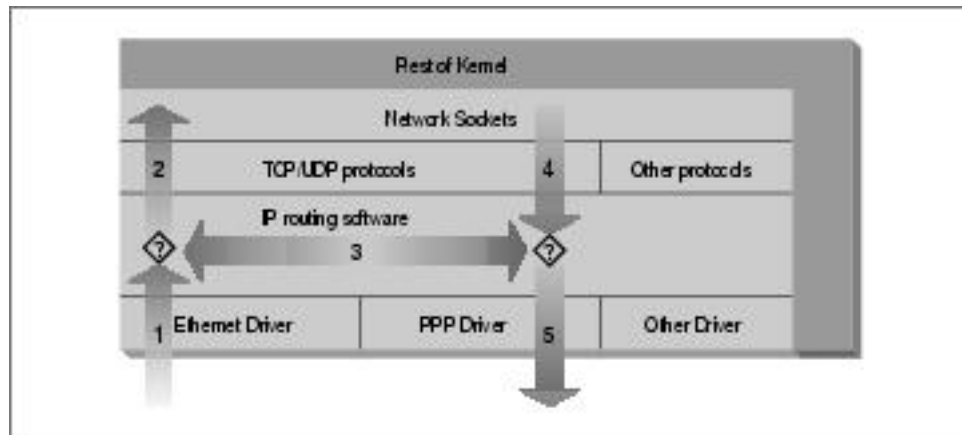 Rest of Kernel
Network Sockets
2
TCP/UDP protocols
4
Other protocols
IP routing software
?
3
?
1
Ethernet Driver
PPP Driver
5
Other Driver